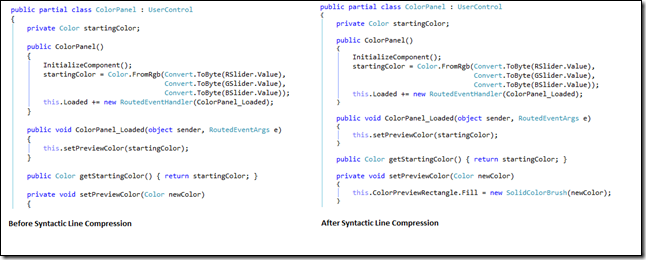 public partial class ColorPanel : UserControl
{
private Color startingColor;
public ColorPanel()
{
InitializeComponent();
startingColor = Color.FromRgb(Convert.ToByte(RSlider.Value),
Convert.ToByte(GSlider.Value),
Convert.ToByte(BSlider.Value));
this.Loaded += new RoutedEventHandler(ColorPanel_Loaded);
}
public void ColorPanel_Loaded(object sender, RoutedEventArgs e)
{
this.setPreviewColor(startingColor);
}
public Color getStartingColor() { return startingColor; }
private void setPreviewColor(Color newColor)
{
Before Syntactic Line Compression
public partial class ColorPanel : UserControl
{
private Color startingColor;
public ColorPanel()
{
InitializeComponent();
startingColor = Color.FromRgb(Convert.ToByte(RSlider.Value),
Convert.ToByte(GSlider.Value),
Convert.ToByte(BSlider.Value));
this.Loaded += new RoutedEventHandler(ColorPanel_Loaded);
}
public void ColorPanel_Loaded(object sender, RoutedEventArgs e)
{
this.setPreviewColor(startingColor);
}
public Color getStartingColor() { return startingColor; }
private void setPreviewColor(Color newColor)
{
this.ColorPreviewRectangle.Fill = new SolidColorBrush(newColor);
}
After Syntactic Line Compression